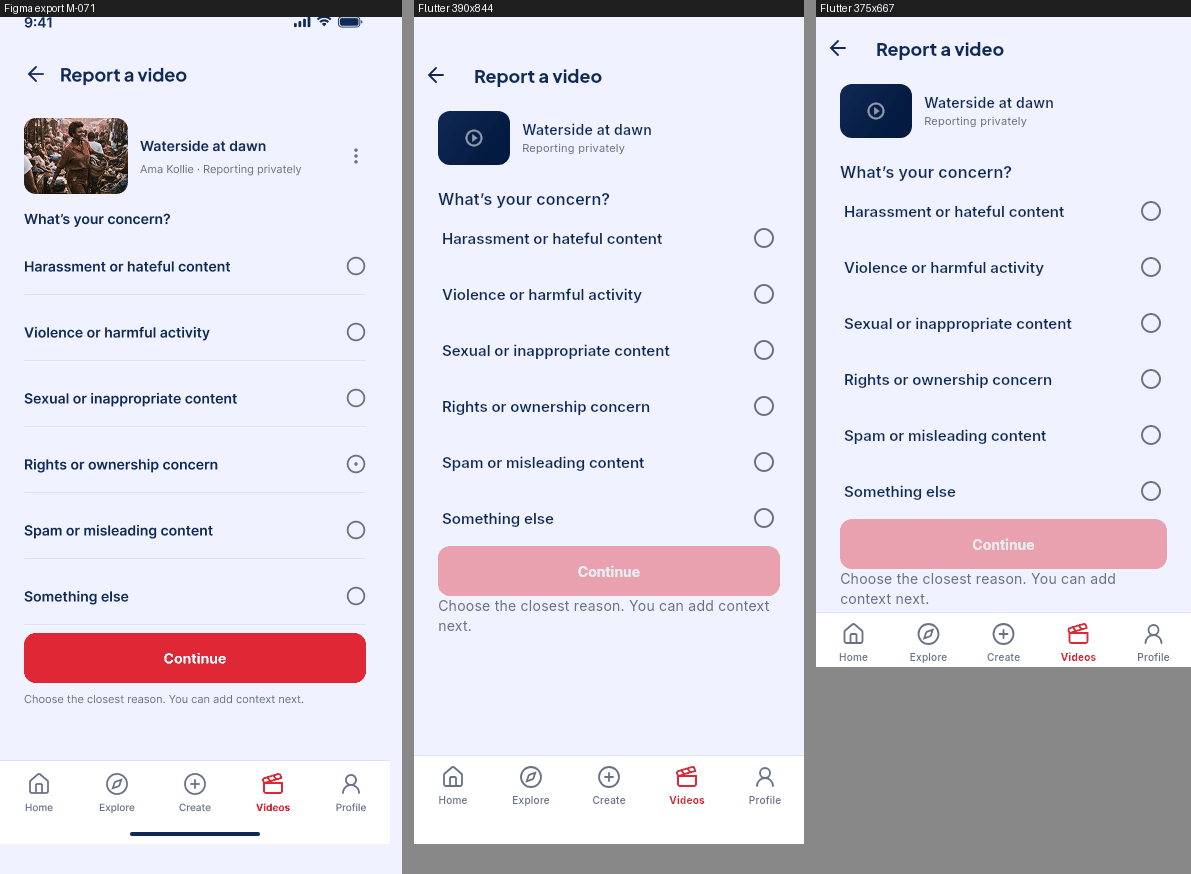 Figma export M-071
9:41
Report a video
Waterside at dawn
Ama Kollie · Reporting privately
What's your concern?
Harassment or hateful content
Violence or harmful activity
Sexual or inappropriate content
Rights or ownership concern
Spam or misleading content
Something else
Continue
Choose the closest reason. You can add context next.
Home
Explore
Create
Videos
Profile
Flutter 390x844
Report a video
Waterside at dawn
Reporting privately
What's your concern?
Harassment or hateful content
Violence or harmful activity
Sexual or inappropriate content
Rights or ownership concern
Spam or misleading content
Something else
Continue
Choose the closest reason. You can add context
next.
Home
Explore
Create
Videos
Profile
Flutter 375x667
Report a video
Waterside at dawn
Reporting privately
What's your concern?
Harassment or hateful content
Violence or harmful activity
Sexual or inappropriate content
Rights or ownership concern
Spam or misleading content
Something else
Continue
Choose the closest reason. You can add
context next.
Home
Explore
Create
Videos
Profile